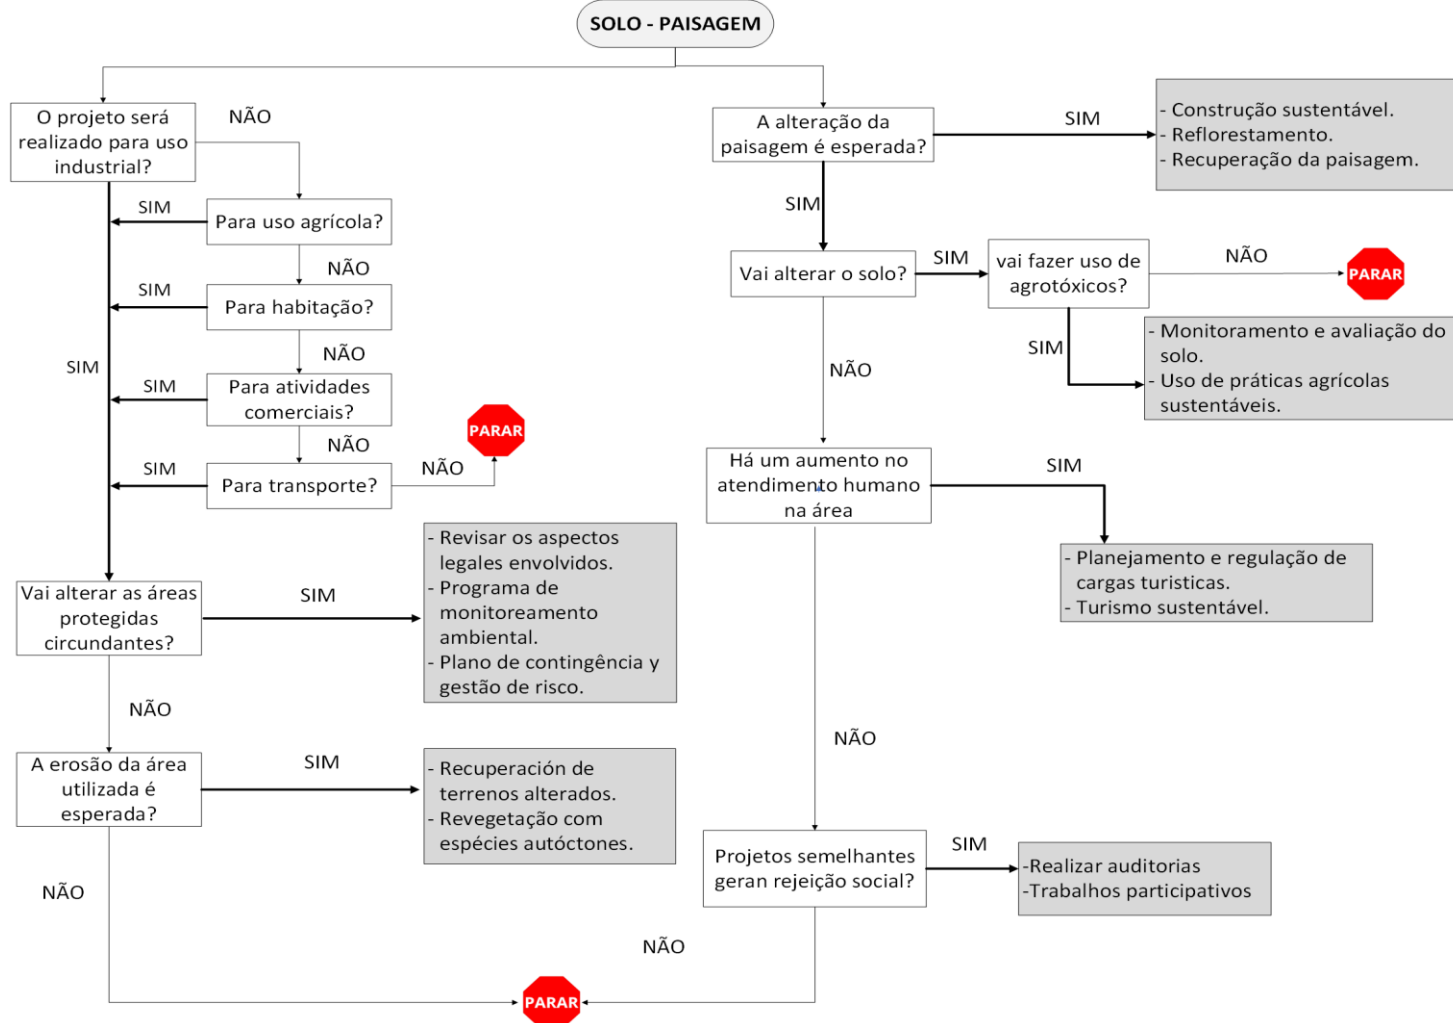 SOLO - PAISAGEM
O projeto será
realizado para uso
industrial?
NÃO
SIM
Para uso agrícola?
NÃO
SIM
Para habitação?
NÃO
SIM
SIM
Para atividades
comerciais?
NÃO
SIM
Para transporte?
NÃO
PARAR
Vai alterar as áreas
protegidas
circundantes?
SIM
- Revisar os aspectos
legales envolvidos.
- Programa de
monitoreamento
ambiental.
- Plano de contingência y
gestão de risco.
NÃO
A erosão da área
utilizada é
esperada?
SIM
- Recuperación de
terrenos alterados.
- Revegetação com
espécies autóctones.
NÃO
A alteração da
paisagem é esperada?
SIM
- Construção sustentável.
- Reflorestamento.
- Recuperação da paisagem.
SIM
Vai alterar o solo?
SIM
vai fazer uso de
agrotóxicos?
NÃO
PARAR
SIM
- Monitoramento e avaliação do
solo.
- Uso de práticas agrícolas
sustentáveis.
NÃO
Há um aumento no
atendimento humano
na área
SIM
- Planejamento e regulação de
cargas turisticas.
- Turismo sustentável.
NÃO
Projetos semelhantes
geran rejeição social?
SIM
-Realizar auditorias
-Trabalhos participativos
NÃO
PARAR